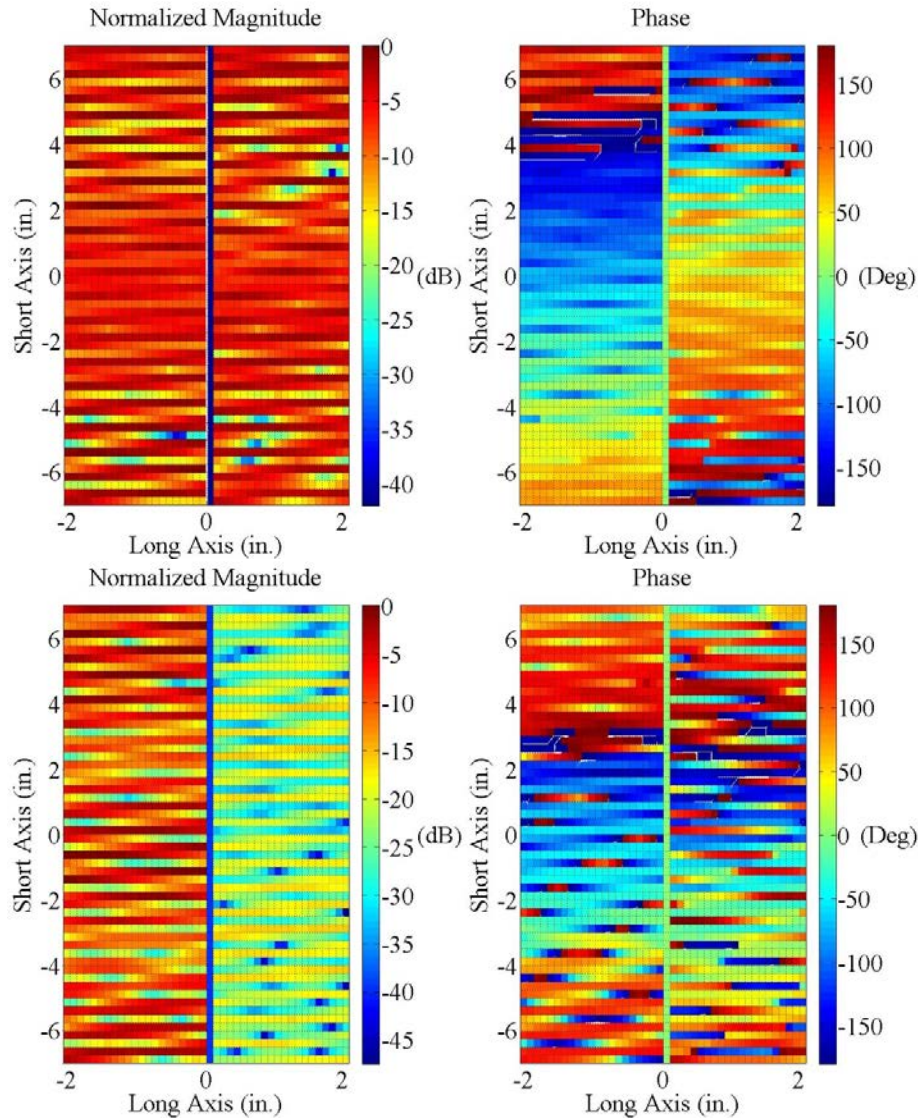 Normalized Magnitude
Phase
Short Axis (in.)
6
4
2
0
-2
-4
-6
-2 0 2
Long Axis (in.)
0
-5
-10
-15
-20
(dB)
-25
-30
-35
-40
Short Axis (in.)
6
4
2
0
-2
-4
-6
-2 0 2
Long Axis (in.)
150
100
50
0 (Deg)
-50
-100
-150
Normalized Magnitude
Phase
Short Axis (in.)
6
4
2
0
-2
-4
-6
-2 0 2
Long Axis (in.)
0
-5
-10
-15
-20
(dB)
-25
-30
-35
-40
-45
Short Axis (in.)
6
4
2
0
-2
-4
-6
-2 0 2
Long Axis (in.)
150
100
50
0 (Deg)
-50
-100
-150